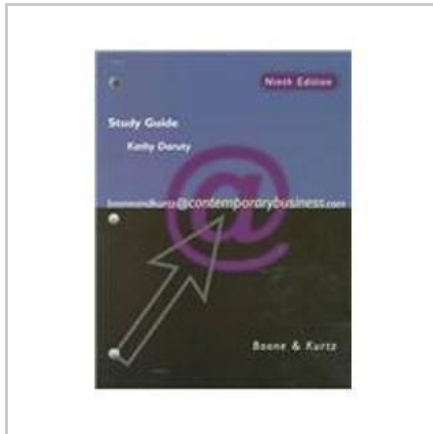 Ninth Edition
Study Guide
Kathy Daruty
booneandkurtz@contemporarybusiness.com
Boone & Kurtz